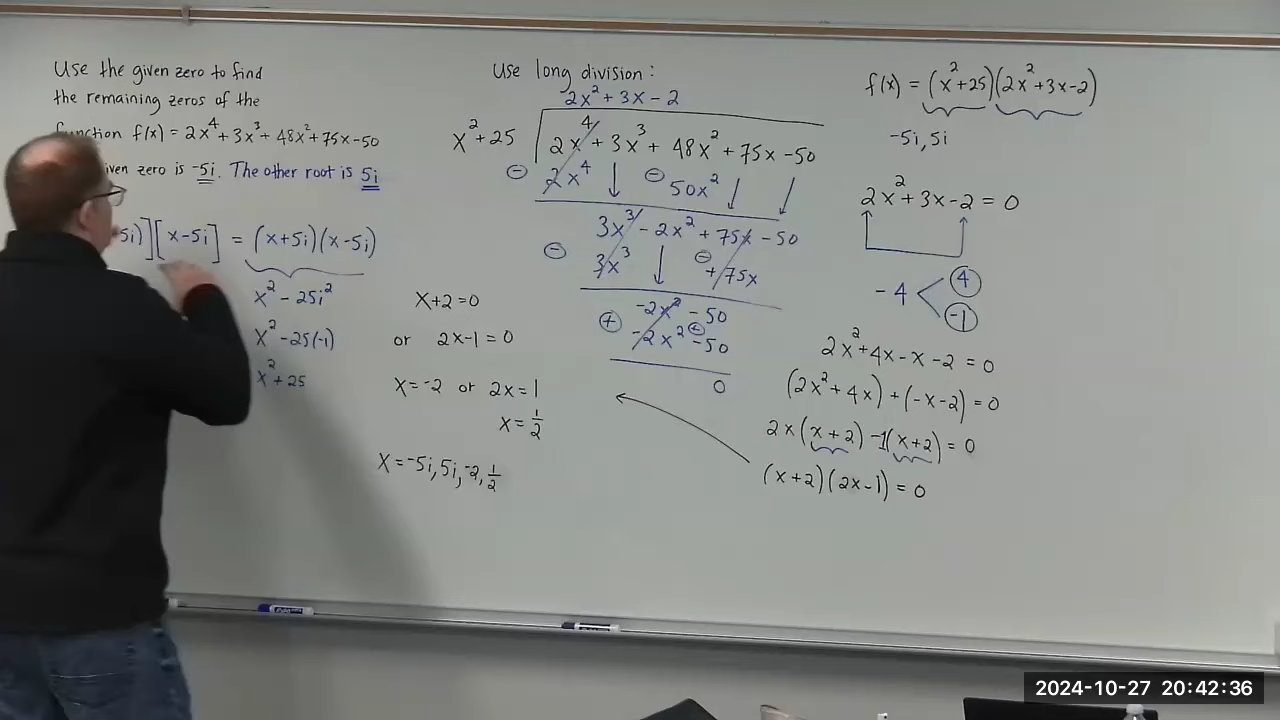 Use the given zero to find
the remaining zeros of the
function f(x) = 2x⁴ + 3x³ + 48x² + 75x - 50
iven zero is -5i. The other root is 5i
5i)][x-5i] = (x+5i)(x-5i)
x² - 25i²
x² - 25(-1)
x² + 25
x+2=0
or 2x-1=0
x=-2 or 2x=1
x=1/2
x=-5i, 5i, -2, 1/2
Use long division:
2x² + 3x - 2
x²+25 2x⁴ + 3x³ + 48x² + 75x - 50
⊖ 2x⁴ ↓ ⊖ 50x² ↓ ↓
3x³ - 2x² + 75x - 50
⊖ 3x³ ↓ ⊖ +75x
-2x² - 50
⊕ -2x² ⊕ -50
0
f(x) = (x²+25)(2x²+3x-2)
-5i, 5i
2x²+3x-2=0
-4 < 4
-1
2x²+4x-x-2=0
(2x²+4x)+(-x-2)=0
2x(x+2)-1(x+2)=0
(x+2)(2x-1)=0
2024-10-27 20:42:36